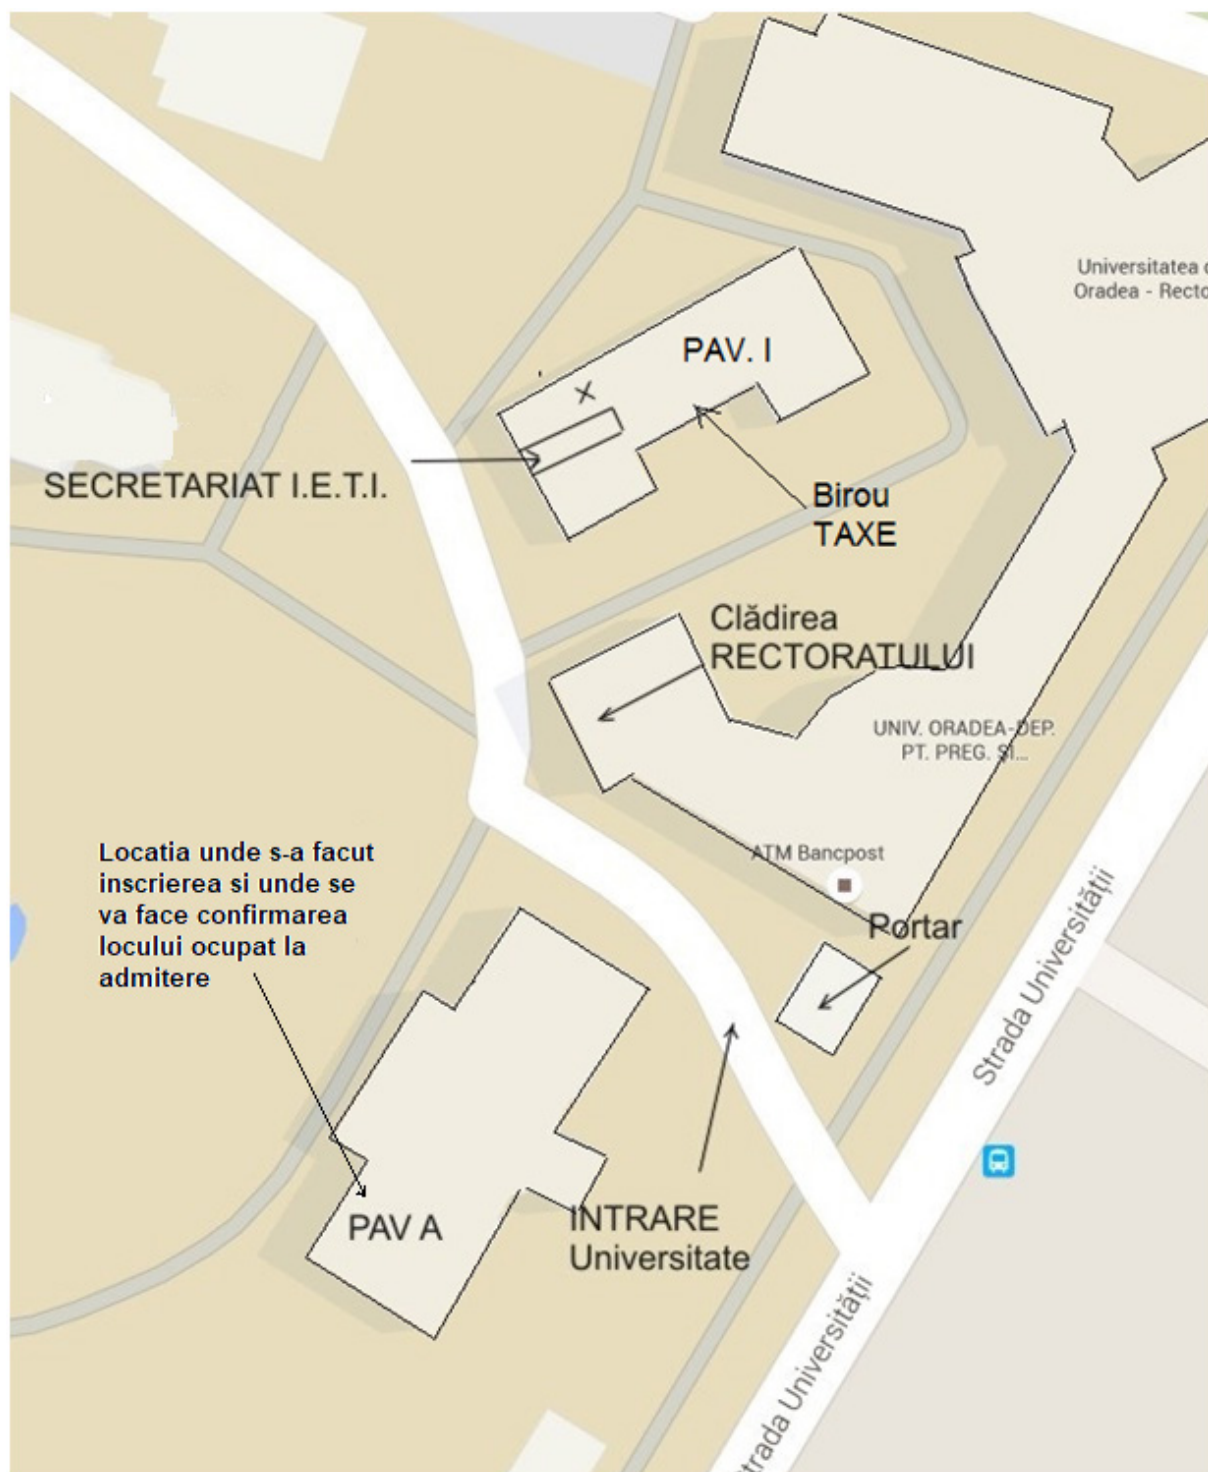 Universitatea
Oradea - Recto
PAV. I
SECRETARIAT I.E.T.I.
Birou
TAXE
Clădirea
RECTORATULUI
UNIV. ORADEA-DEP.
PT. PREG. ȘI...
ATM Bancpost
Portar
Locatia unde s-a facut
inscrierea si unde se
va face confirmarea
locului ocupat la
admitere
Strada Universității
PAV A
INTRARE
Universitate
trada Universității